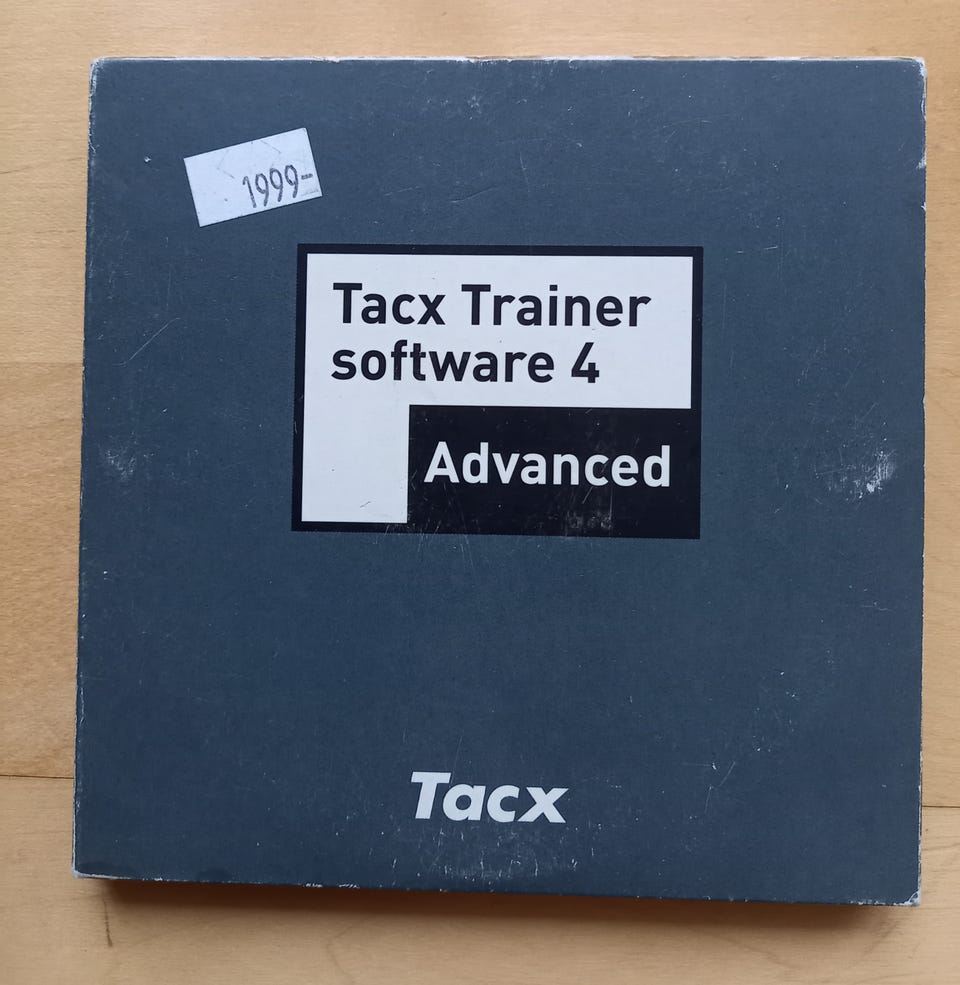 1999-
Tacx Trainer
software 4
Advanced
Tacx